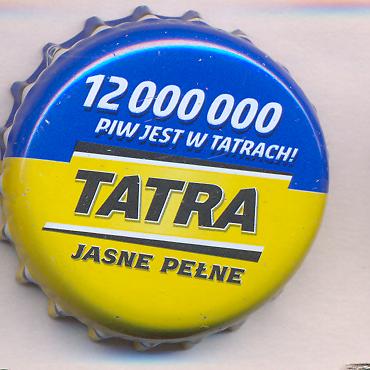 12 000 000
PIW JEST W TATRACH!
TATRA
JASNE PEŁNE